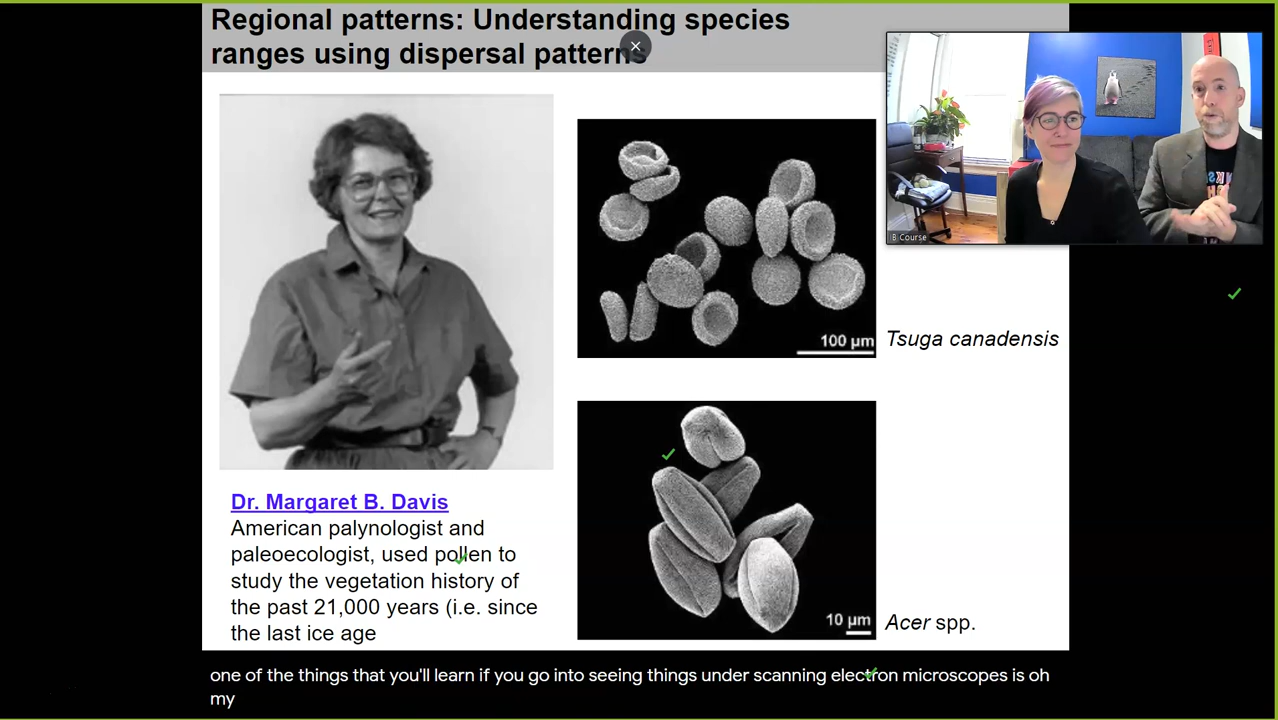 Regional patterns: Understanding species
ranges using dispersal patterns
B Course
100 µm
Tsuga canadensis
10 µm
Acer spp.
Dr. Margaret B. Davis
American palynologist and
paleoecologist, used pollen to
study the vegetation history of
the past 21,000 years (i.e. since
the last ice age
one of the things that you'll learn if you go into seeing things under scanning electron microscopes is oh
my